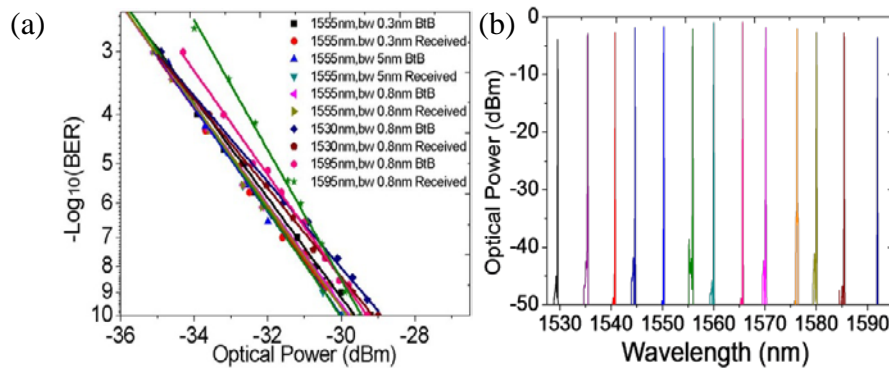 (a)
-Log10(BER)
3
4
5
6
7
8
9
10
-36
-34
-32
-30
-28
Optical Power (dBm)
1555nm,bw 0.3nm BtB
1555nm,bw 0.3nm Received
1555nm,bw 5nm BtB
1555nm,bw 5nm Received
1555nm,bw 0.8nm BtB
1555nm,bw 0.8nm Received
1530nm,bw 0.8nm BtB
1530nm,bw 0.8nm Received
1595nm,bw 0.8nm BtB
1595nm,bw 0.8nm Received
(b)
Optical Power (dBm)
0
-10
-20
-30
-40
-50
1530 1540 1550 1560 1570 1580 1590
Wavelength (nm)